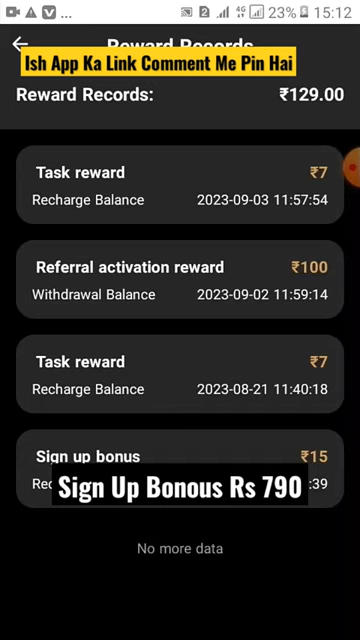 23% 15:12
Reward Records
Ish App Ka Link Comment Me Pin Hai
Reward Records: ₹129.00
Task reward ₹7
Recharge Balance 2023-09-03 11:57:54
Referral activation reward ₹100
Withdrawal Balance 2023-09-02 11:59:14
Task reward ₹7
Recharge Balance 2023-08-21 11:40:18
Sign up bonus ₹15
Sign Up Bonous Rs 790
:39
No more data